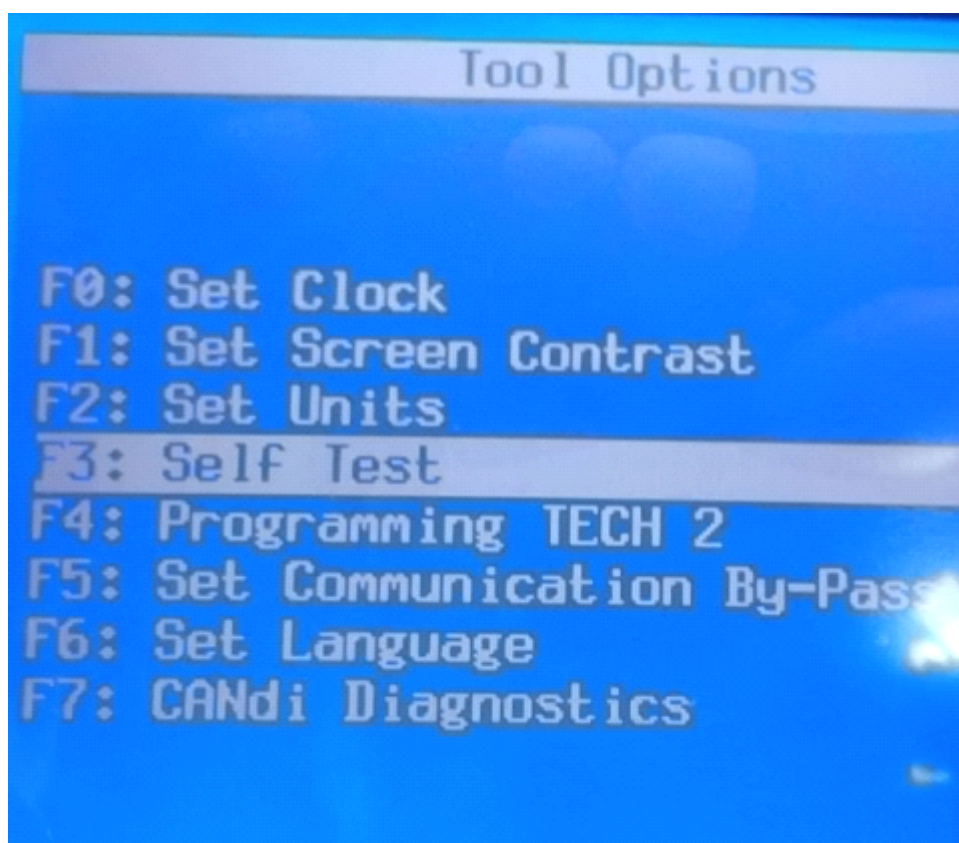 Tool Options
F0: Set Clock
F1: Set Screen Contrast
F2: Set Units
F3: Self Test
F4: Programming TECH 2
F5: Set Communication By-Pass
F6: Set Language
F7: CANdi Diagnostics